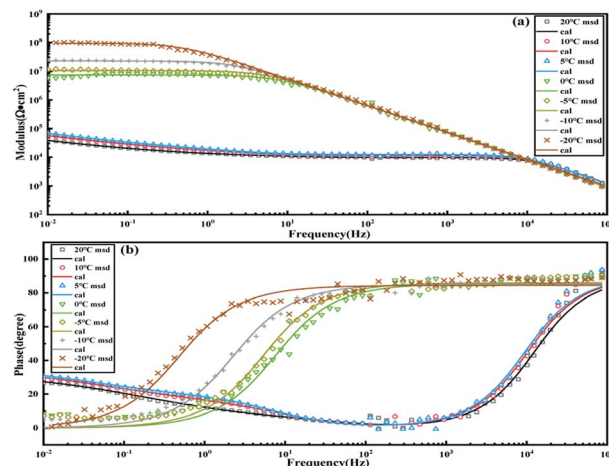 (a)
10⁹
10⁸
10⁷
10⁶
10⁵
10⁴
10³
10²
Modulus(Ω•cm²)
20℃ msd
cal
10℃ msd
cal
5℃ msd
cal
0℃ msd
cal
-5℃ msd
cal
-10℃ msd
cal
-20℃ msd
cal
10⁻² 10⁻¹ 10⁰ 10¹ 10² 10³ 10⁴ 10⁵
Frequency(Hz)
(b)
100
80
60
40
20
0
Phase(degree)
20℃ msd
cal
10℃ msd
cal
5℃ msd
cal
0℃ msd
cal
-5℃ msd
cal
-10℃ msd
cal
-20℃ msd
cal
10⁻² 10⁻¹ 10⁰ 10¹ 10² 10³ 10⁴ 10⁵
Frequency(Hz)